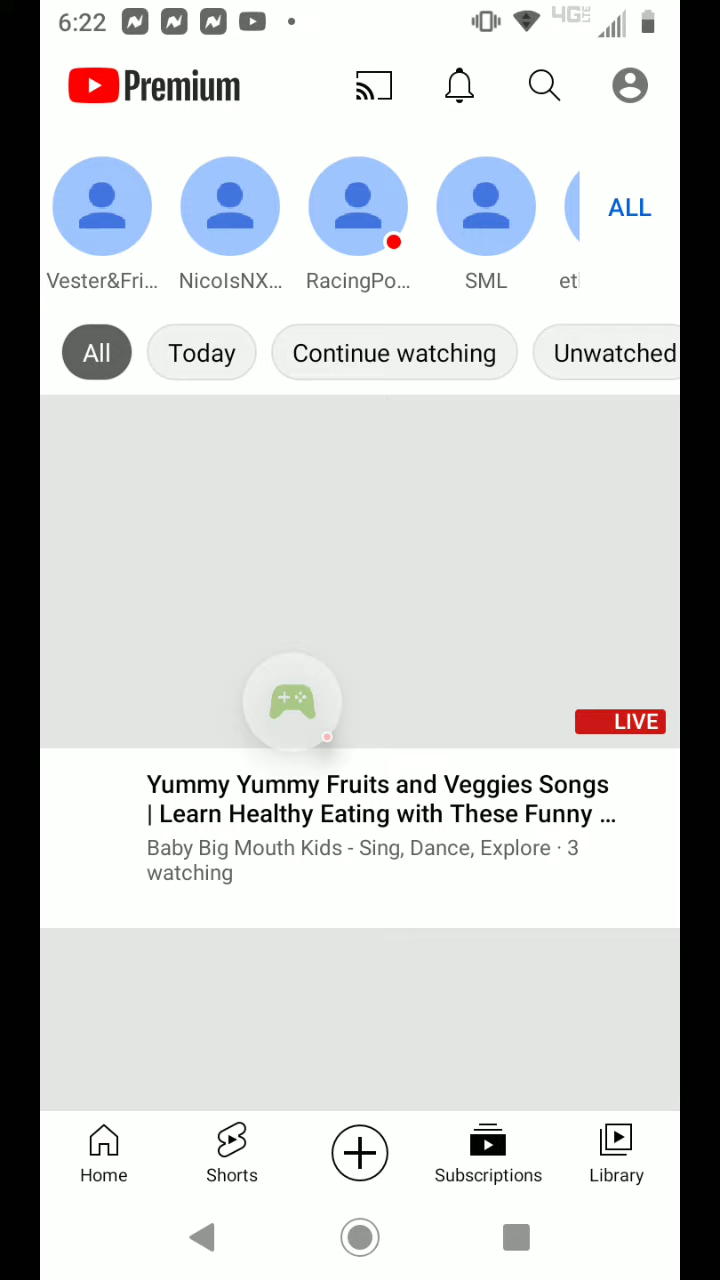 6:22
4G
Premium
ALL
Vester&Fri...
NicoIsNX...
RacingPo...
SML
et
All
Today
Continue watching
Unwatched
LIVE
Yummy Yummy Fruits and Veggies Songs
| Learn Healthy Eating with These Funny ...
Baby Big Mouth Kids - Sing, Dance, Explore · 3
watching
Home
Shorts
Subscriptions
Library